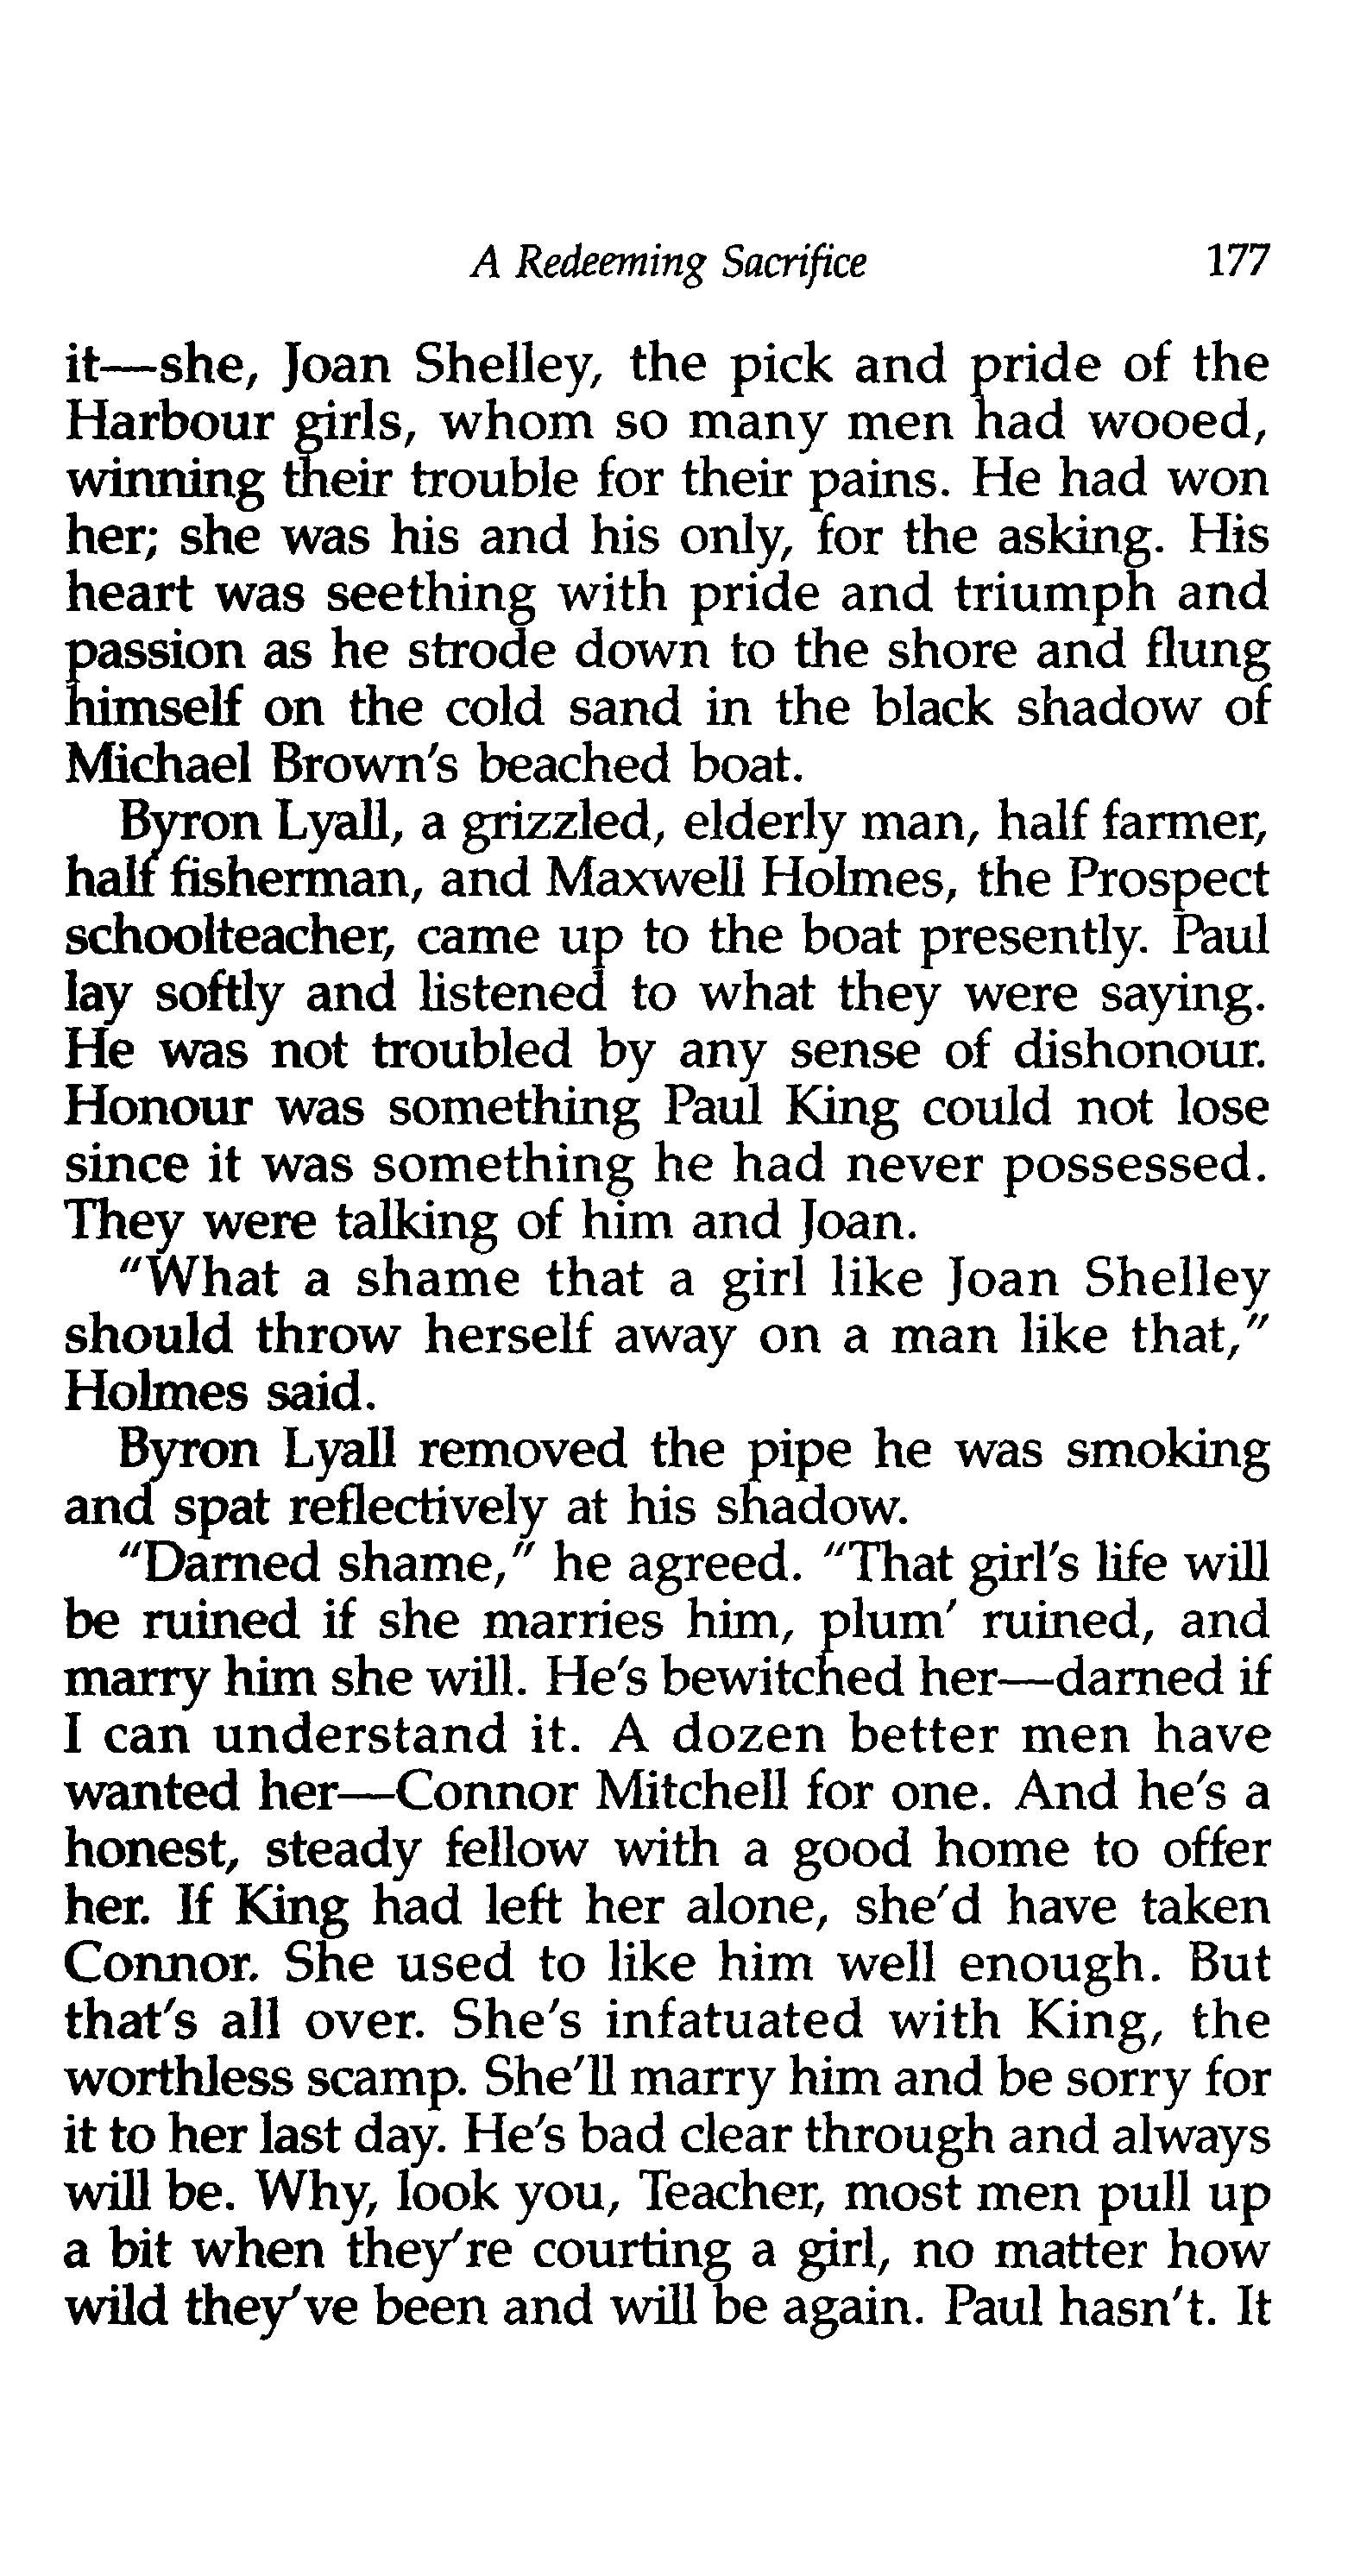 A Redeeming Sacrifice 177
it—she, Joan Shelley, the pick and pride of the
Harbour girls, whom so many men had wooed,
winning their trouble for their pains. He had won
her; she was his and his only, for the asking. His
heart was seething with pride and triumph and
passion as he strode down to the shore and flung
himself on the cold sand in the black shadow of
Michael Brown's beached boat.
Byron Lyall, a grizzled, elderly man, half farmer,
half fisherman, and Maxwell Holmes, the Prospect
schoolteacher, came up to the boat presently. Paul
lay softly and listened to what they were saying.
He was not troubled by any sense of dishonour.
Honour was something Paul King could not lose
since it was something he had never possessed.
They were talking of him and Joan.
"What a shame that a girl like Joan Shelley
should throw herself away on a man like that,"
Holmes said.
Byron Lyall removed the pipe he was smoking
and spat reflectively at his shadow.
"Darned shame," he agreed. "That girl's life will
be ruined if she marries him, plum' ruined, and
marry him she will. He's bewitched her—darned if
I can understand it. A dozen better men have
wanted her—Connor Mitchell for one. And he's a
honest, steady fellow with a good home to offer
her. If King had left her alone, she'd have taken
Connor. She used to like him well enough. But
that's all over. She's infatuated with King, the
worthless scamp. She'll marry him and be sorry for
it to her last day. He's bad clear through and always
will be. Why, look you, Teacher, most men pull up
a bit when they're courting a girl, no matter how
wild they've been and will be again. Paul hasn't. It